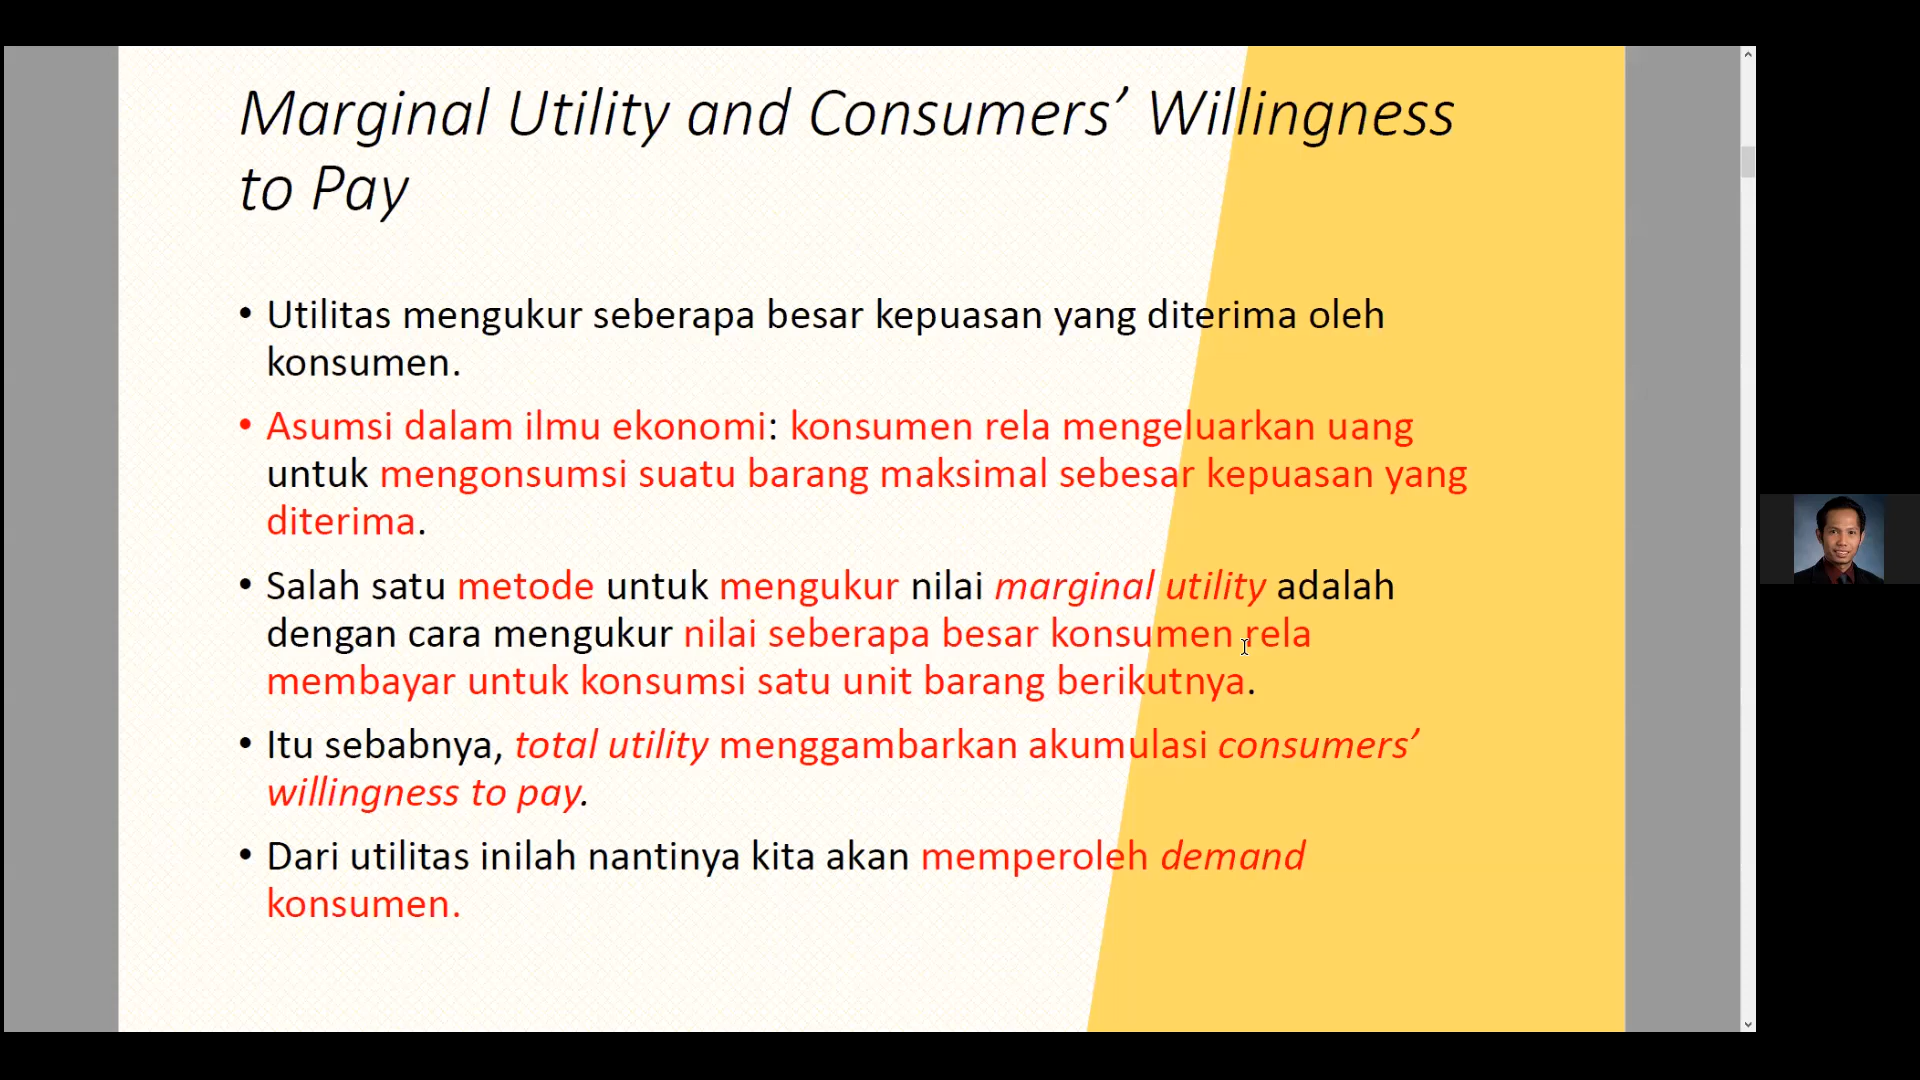 Marginal Utility and Consumers’ Willingness
to Pay
• Utilitas mengukur seberapa besar kepuasan yang diterima oleh
konsumen.
• Asumsi dalam ilmu ekonomi: konsumen rela mengeluarkan uang
untuk mengonsumsi suatu barang maksimal sebesar kepuasan yang
diterima.
• Salah satu metode untuk mengukur nilai marginal utility adalah
dengan cara mengukur nilai seberapa besar konsumen rela
membayar untuk konsumsi satu unit barang berikutnya.
• Itu sebabnya, total utility menggambarkan akumulasi consumers’
willingness to pay.
• Dari utilitas inilah nantinya kita akan memperoleh demand
konsumen.